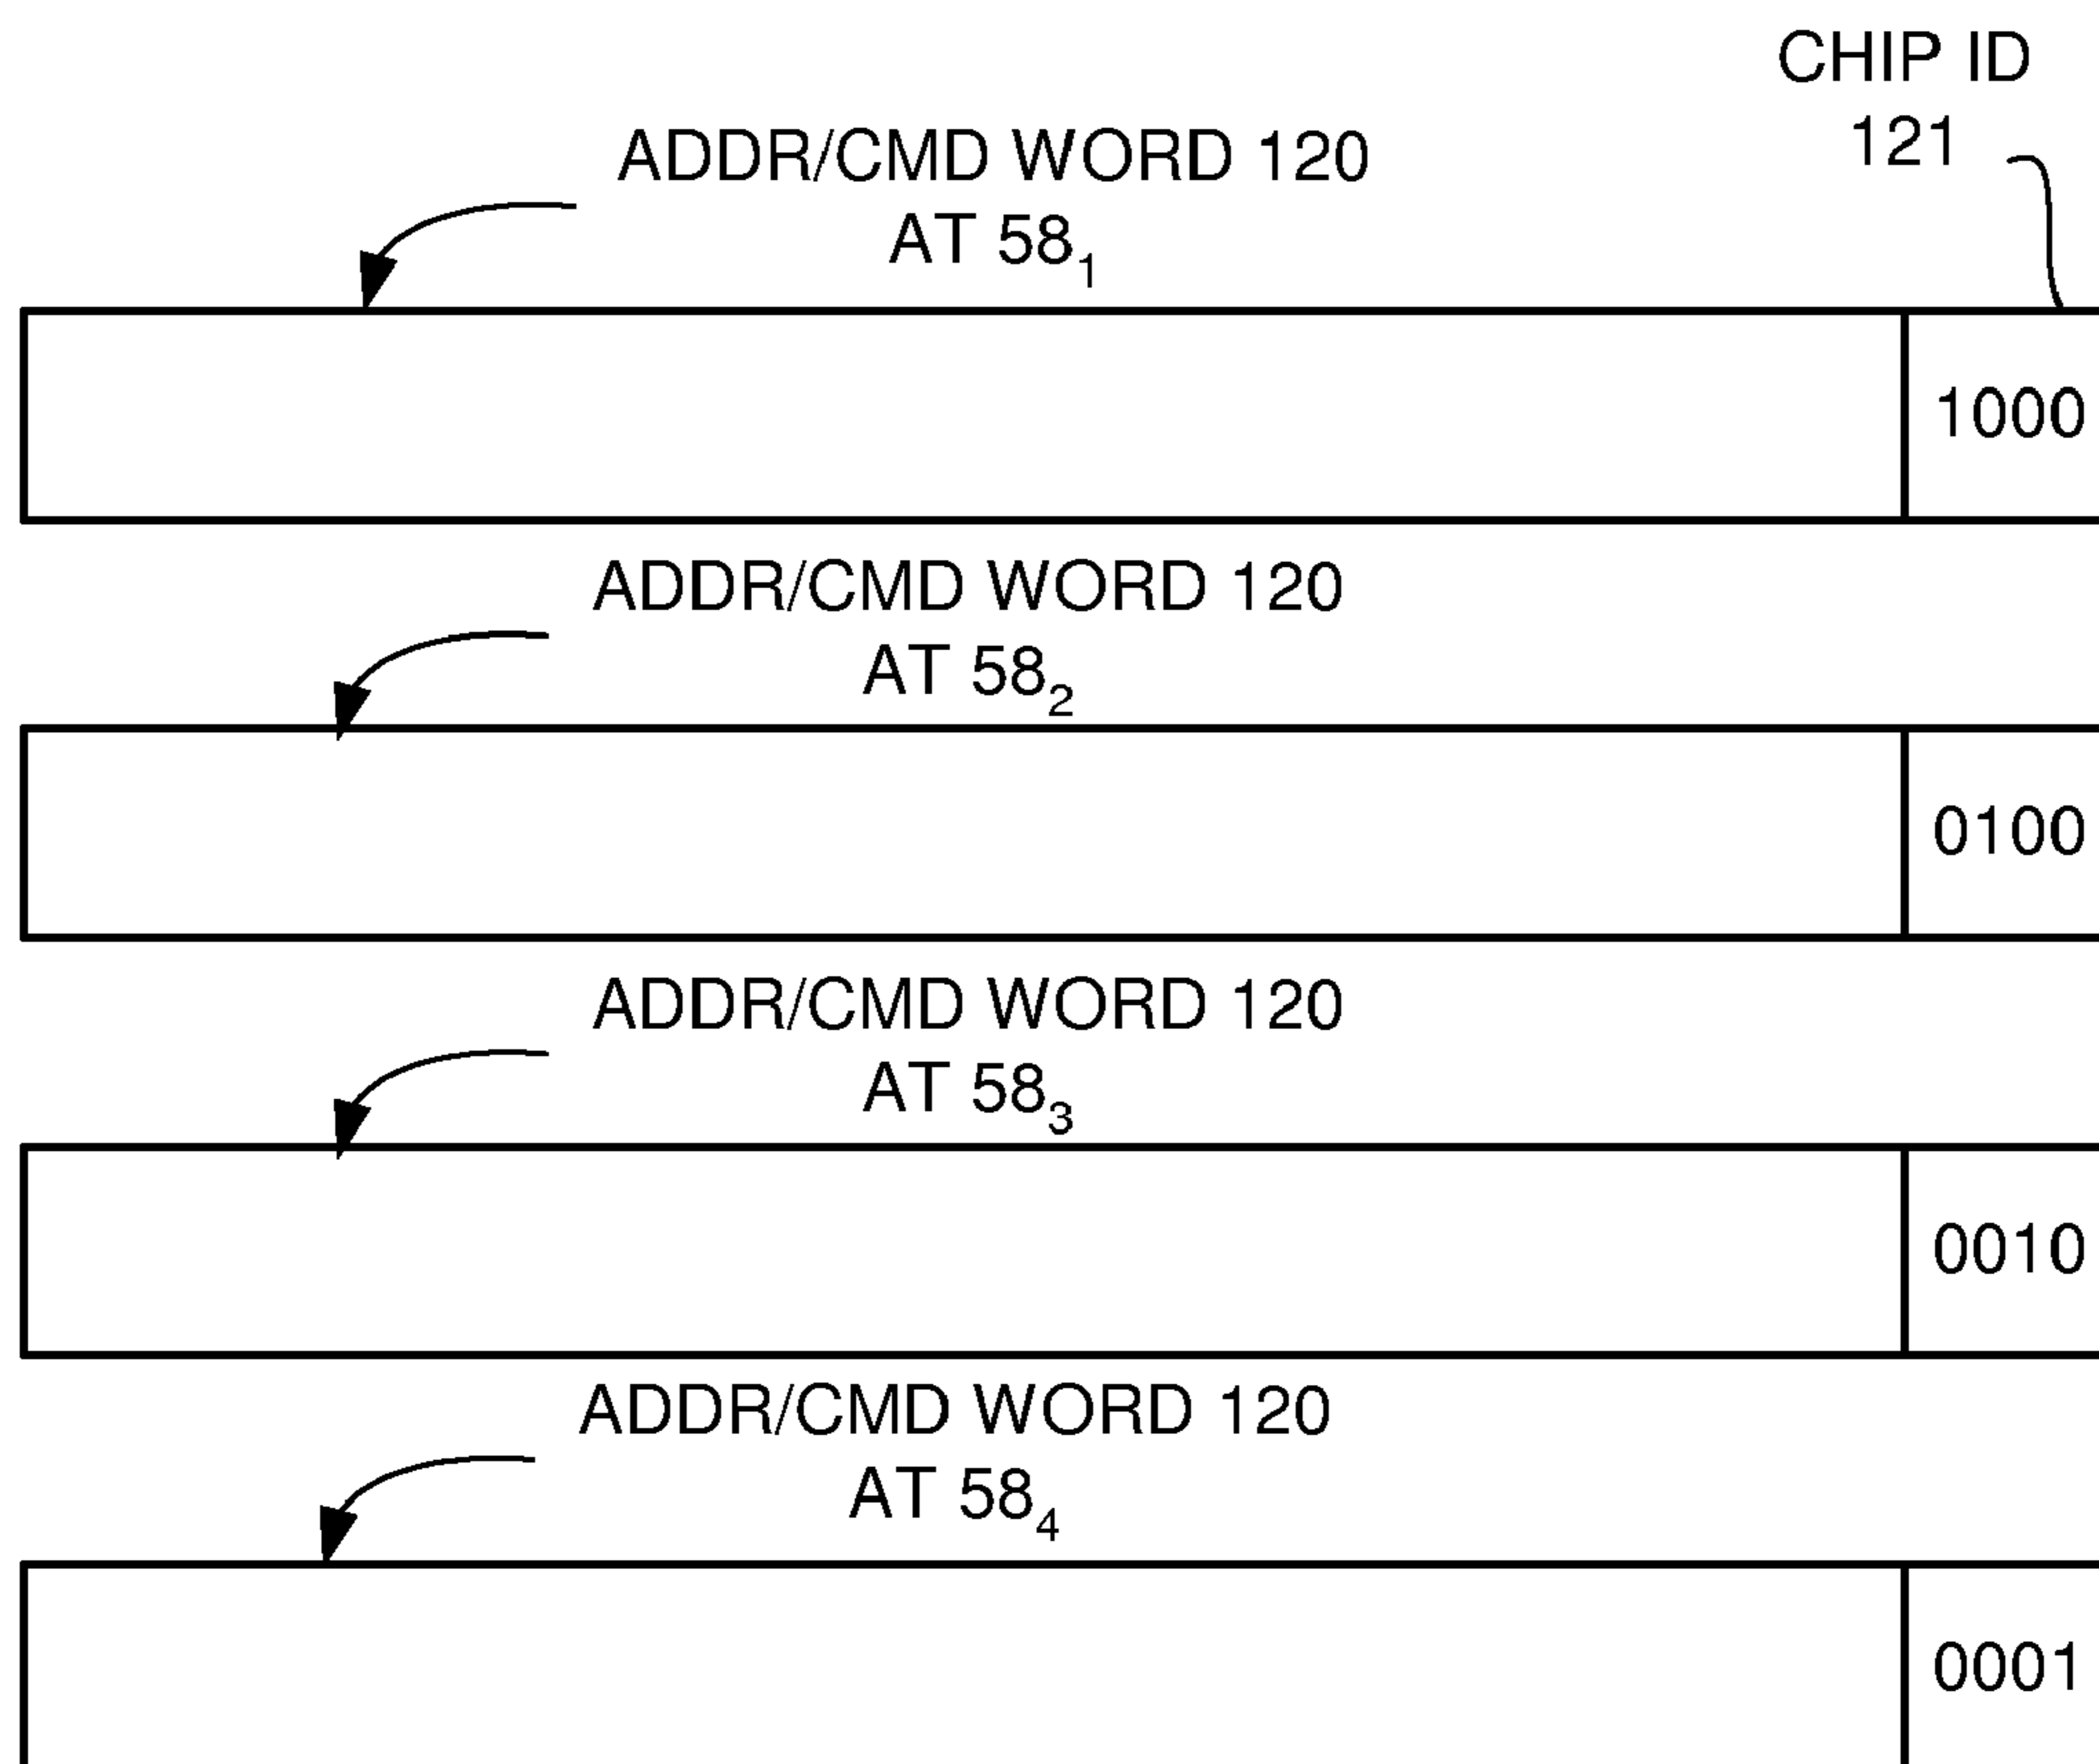 CHIP ID
121
ADDR/CMD WORD 120
AT 58₁
1000
ADDR/CMD WORD 120
AT 58₂
0100
ADDR/CMD WORD 120
AT 58₃
0010
ADDR/CMD WORD 120
AT 58₄
0001